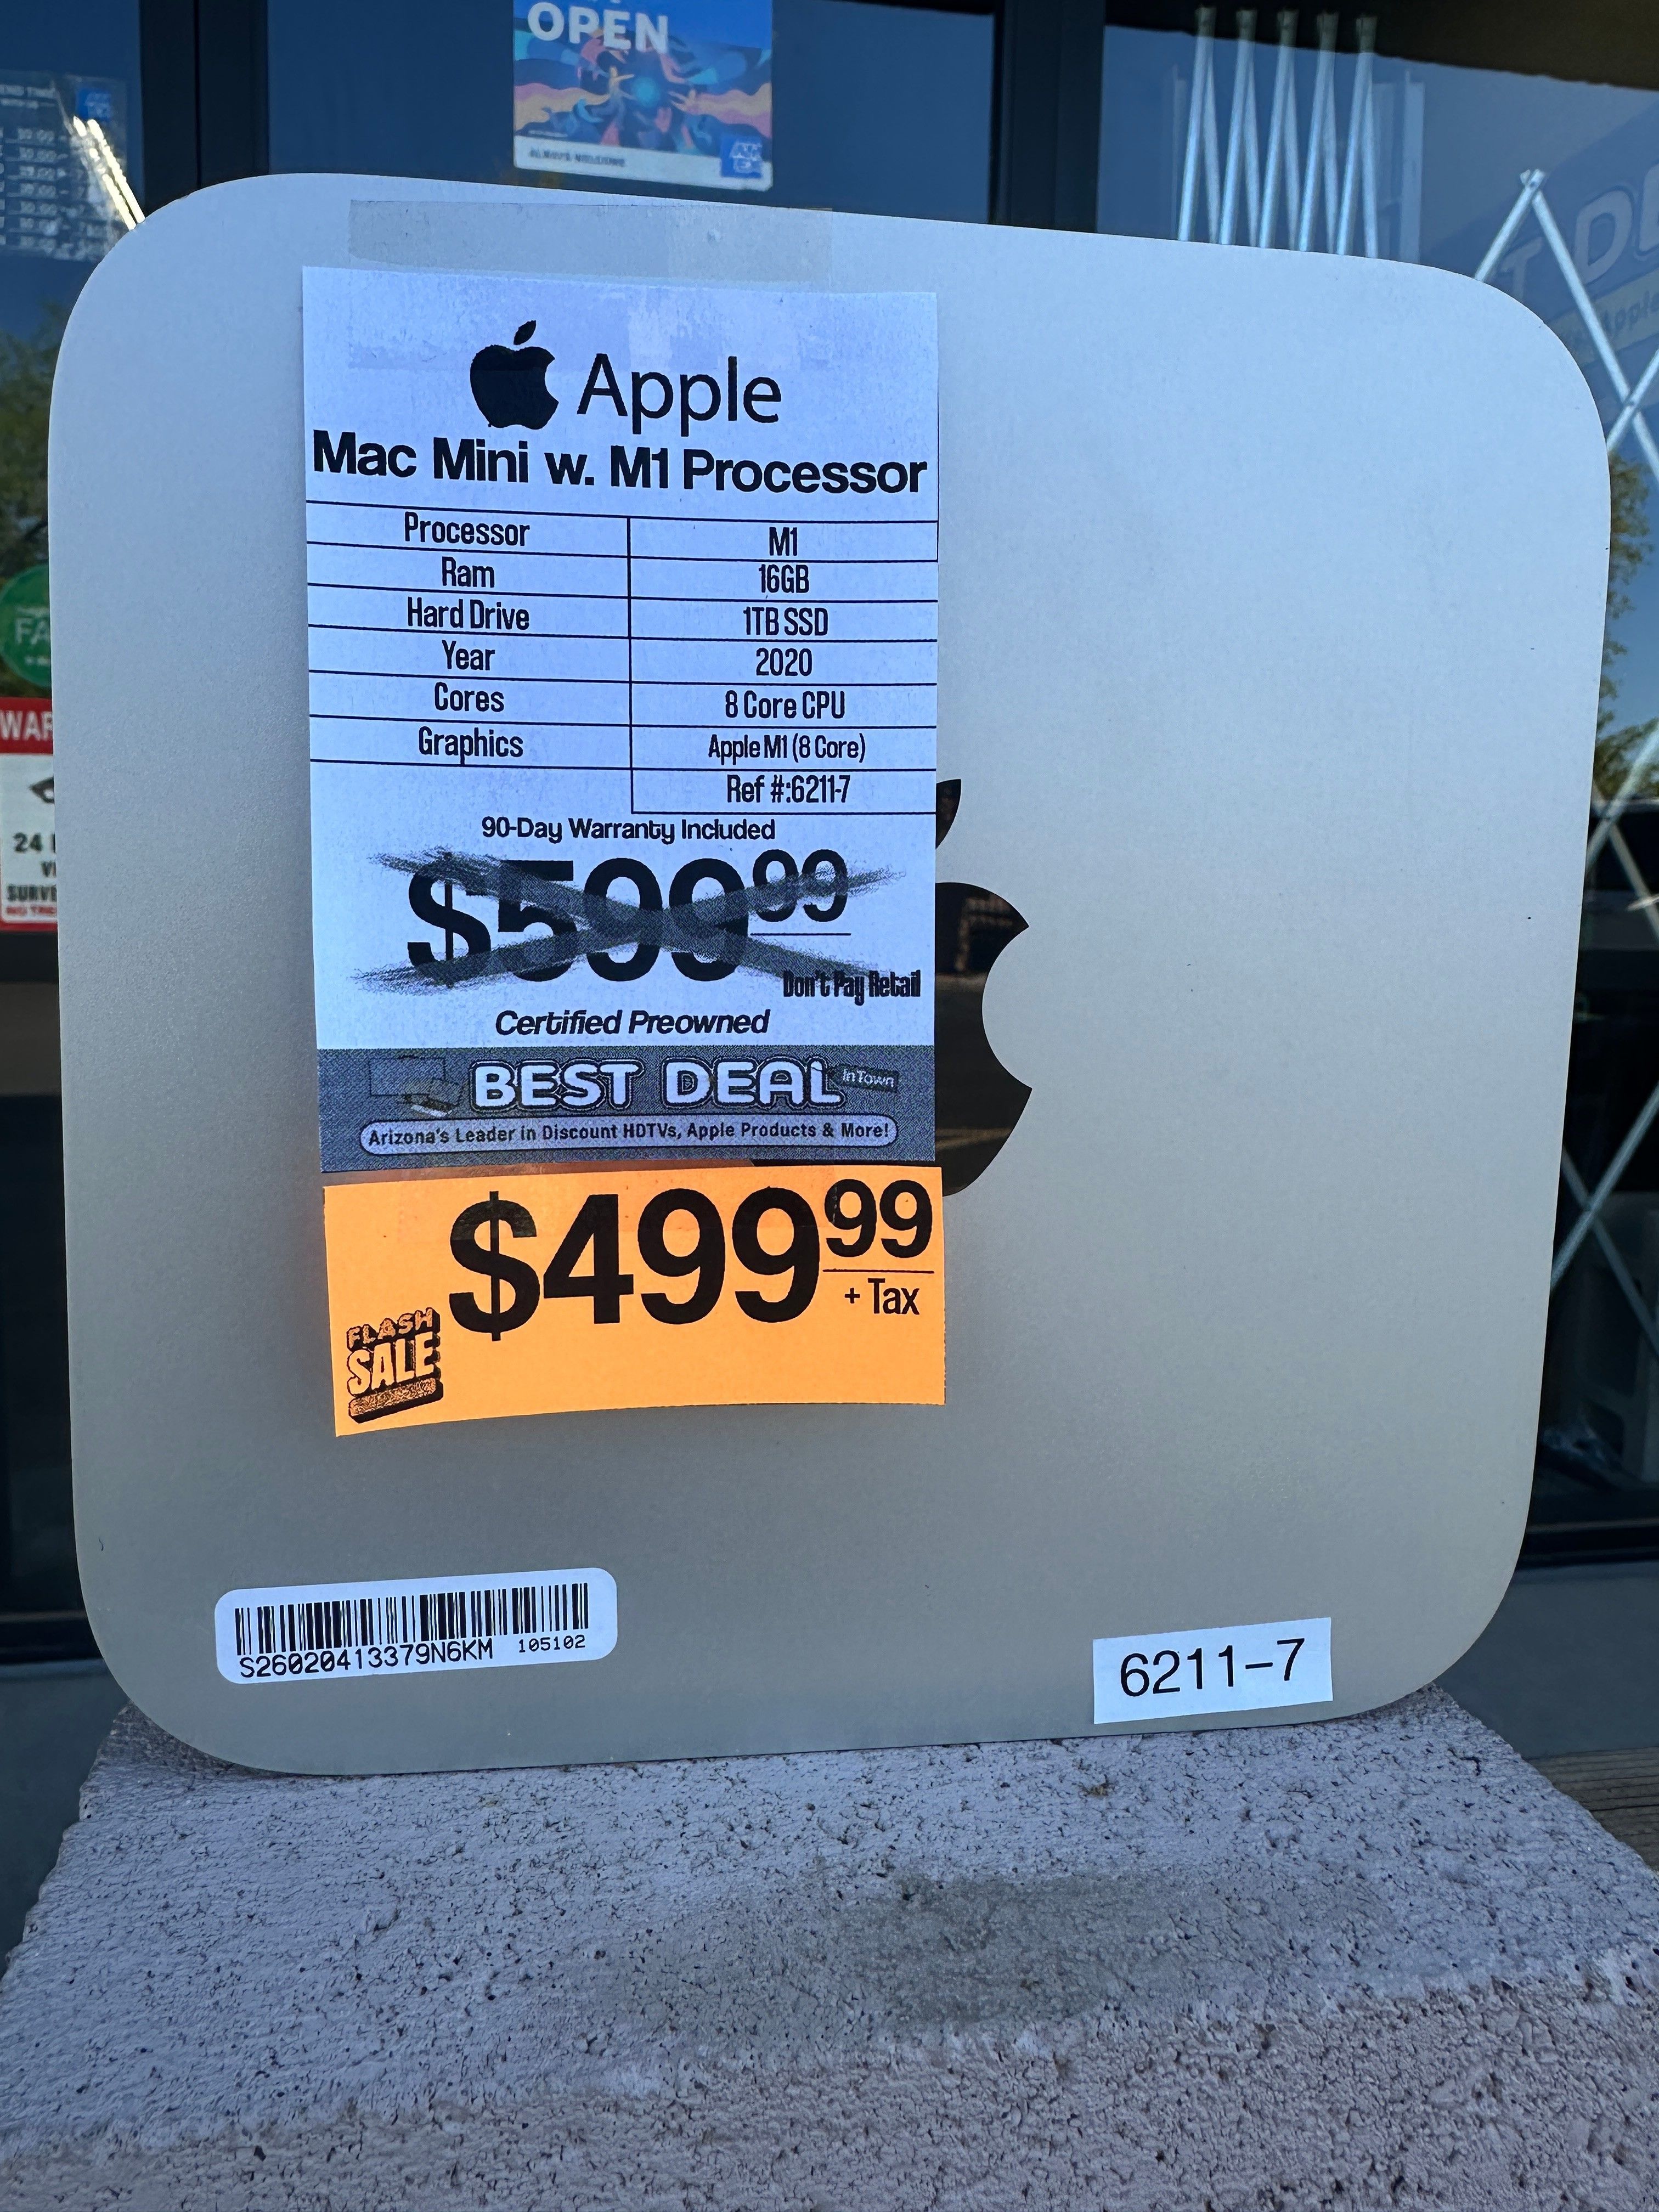 OPEN
ALWAYS WELCOME
Apple
Mac Mini w. M1 Processor
Processor M1
Ram 16GB
Hard Drive 1TB SSD
Year 2020
Cores 8 Core CPU
Graphics Apple M1 (8 Core)
Ref #:6211-7
90-Day Warranty Included
$599 99
Don't Pay Retail
Certified Preowned
BEST DEAL In Town
Arizona's Leader in Discount HDTVs, Apple Products & More!
$499 99
+ Tax
FLASH
SALE
S26020413379N6KM 105102
6211-7
24